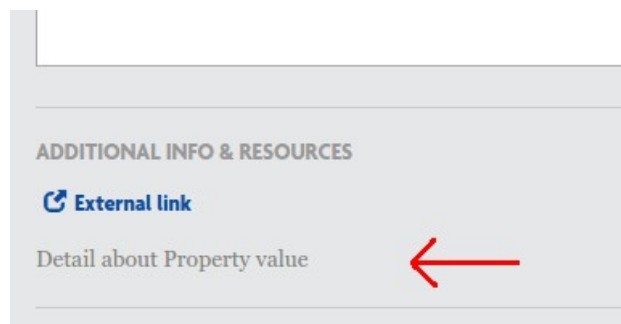 ADDITIONAL INFO & RESOURCES
External link
Detail about Property value